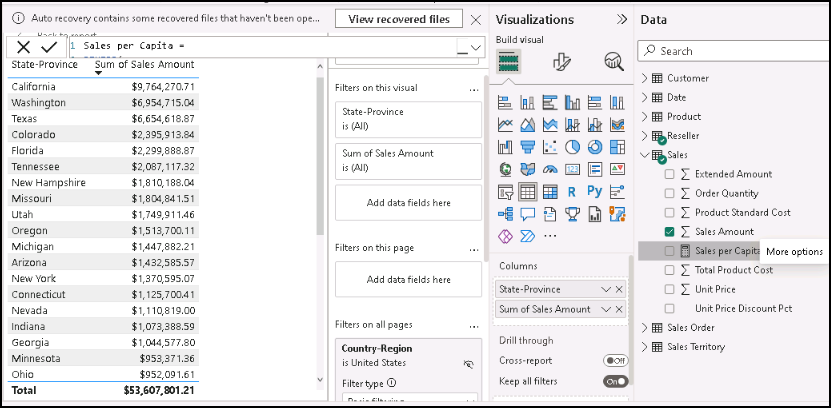 Auto recovery contains some recovered files that haven't been ope...
View recovered files
1 Sales per Capita =
State-Province Sum of Sales Amount
California $9,764,270.71
Washington $6,954,715.04
Texas $6,654,618.87
Colorado $2,395,913.84
Florida $2,299,888.87
Tennessee $2,087,117.32
New Hampshire $1,810,188.04
Missouri $1,804,841.51
Utah $1,749,911.46
Oregon $1,513,700.11
Michigan $1,447,882.21
Arizona $1,432,585.57
New York $1,370,595.07
Connecticut $1,125,700.41
Nevada $1,110,819.00
Indiana $1,073,388.59
Georgia $1,044,577.80
Minnesota $953,371.36
Ohio $952,091.61
Total $53,607,801.21
Filters on this visual ...
State-Province
is (All)
Sum of Sales Amount
is (All)
Add data fields here
Filters on this page ...
Add data fields here
Filters on all pages ...
Country-Region
is United States
Filter type
Basic filtering
Visualizations
Build visual
R Py
...
Columns
State-Province
Sum of Sales Amount
Drill through
Cross-report Off
Keep all filters On
Data
Search
Customer
Date
Product
Reseller
Sales
Extended Amount
Order Quantity
Product Standard Cost
Sales Amount
Sales per Capita
More options
Total Product Cost
Unit Price
Unit Price Discount Pct
Sales Order
Sales Territory